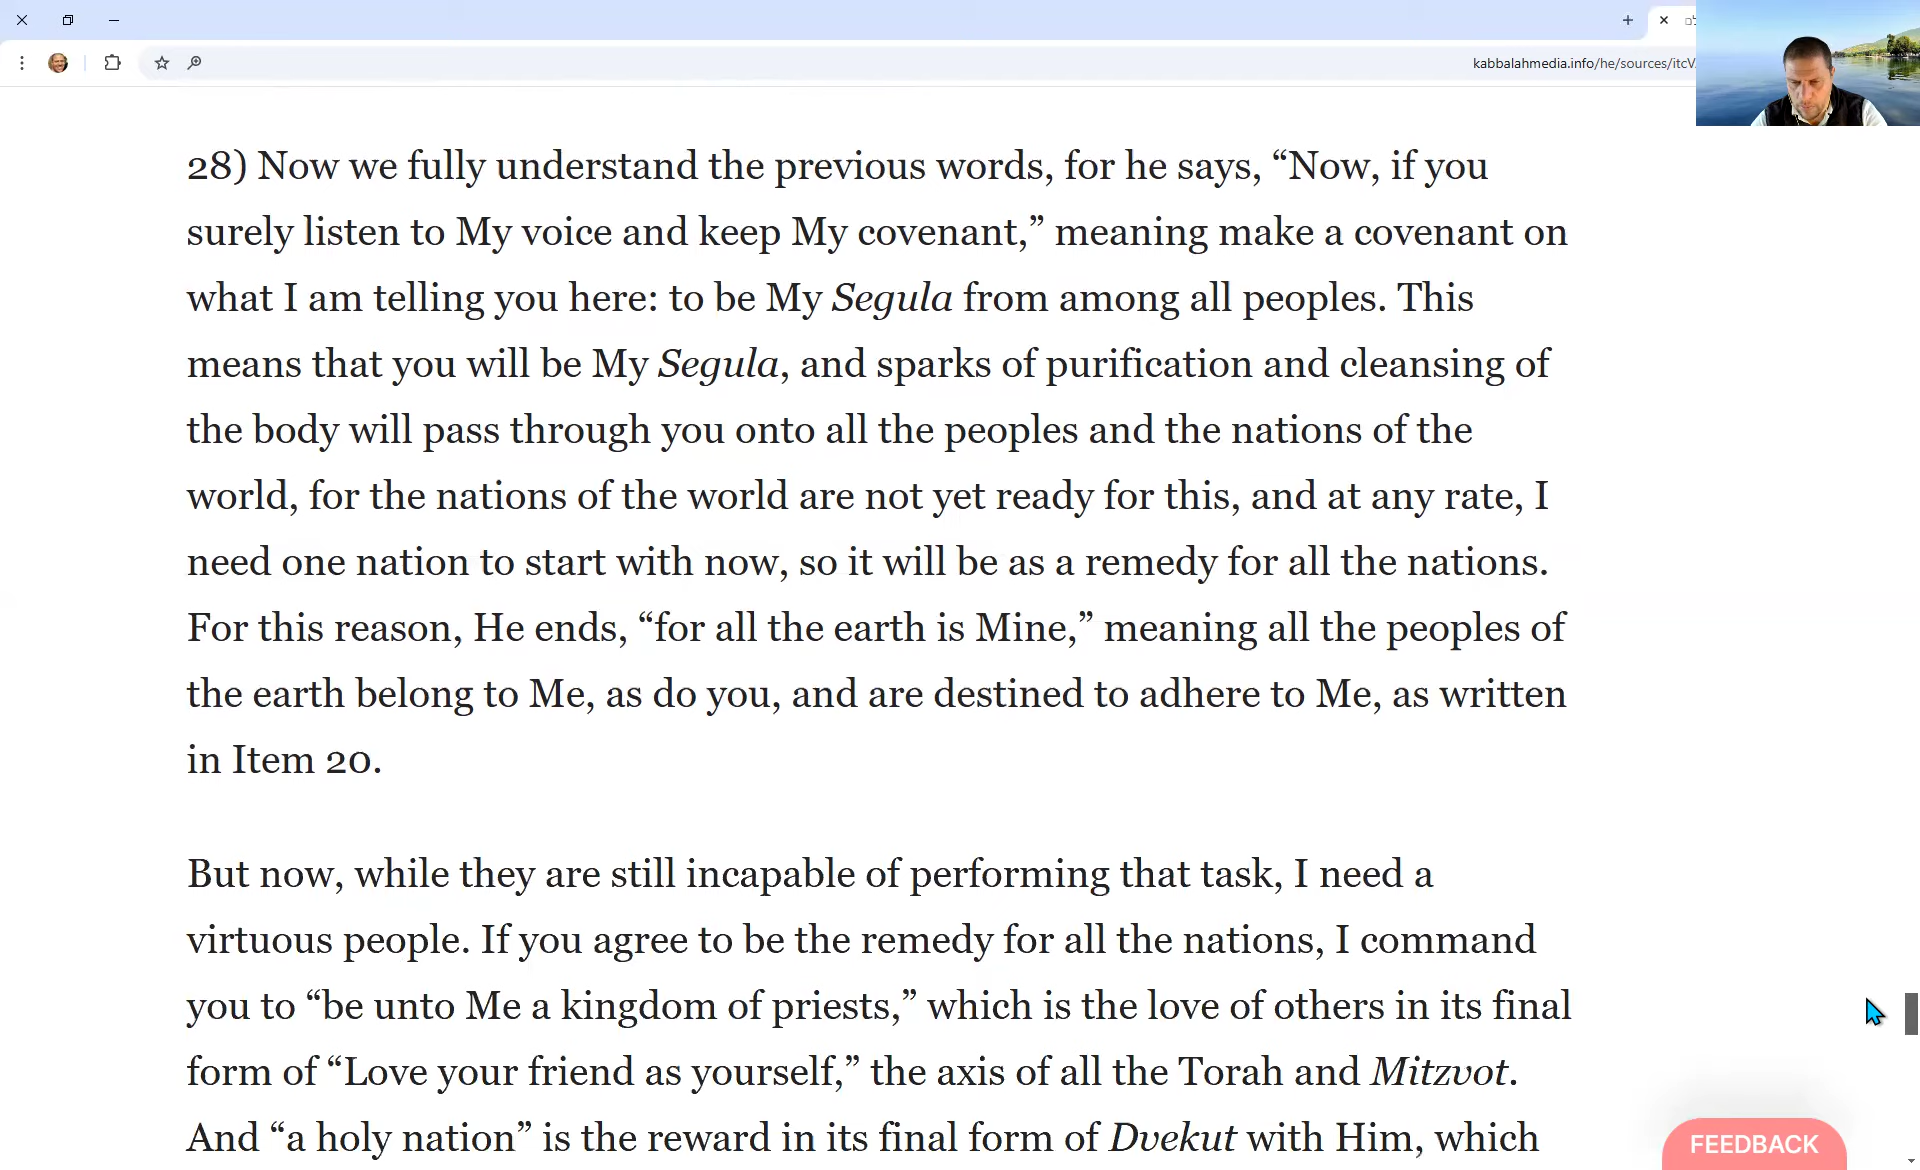 kabbalahmedia.info/he/sources/itcV
28) Now we fully understand the previous words, for he says, “Now, if you
surely listen to My voice and keep My covenant,” meaning make a covenant on
what I am telling you here: to be My Segula from among all peoples. This
means that you will be My Segula, and sparks of purification and cleansing of
the body will pass through you onto all the peoples and the nations of the
world, for the nations of the world are not yet ready for this, and at any rate, I
need one nation to start with now, so it will be as a remedy for all the nations.
For this reason, He ends, “for all the earth is Mine,” meaning all the peoples of
the earth belong to Me, as do you, and are destined to adhere to Me, as written
in Item 20.
But now, while they are still incapable of performing that task, I need a
virtuous people. If you agree to be the remedy for all the nations, I command
you to “be unto Me a kingdom of priests,” which is the love of others in its final
form of “Love your friend as yourself,” the axis of all the Torah and Mitzvot.
And “a holy nation” is the reward in its final form of Dvekut with Him, which
FEEDBACK